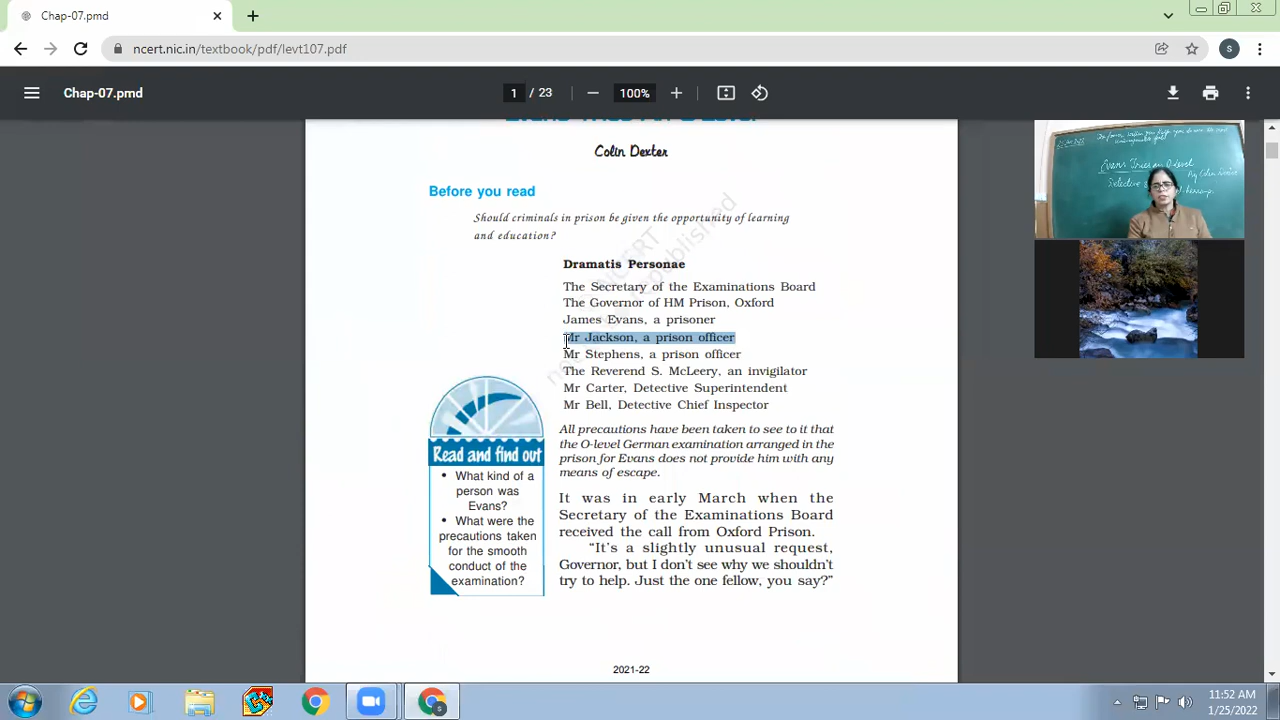 Chap-07.pmd
ncert.nic.in/textbook/pdf/levt107.pdf
S
Chap-07.pmd
1 / 23
100%
Colin Dexter
Before you read
Should criminals in prison be given the opportunity of learning
and education?
Dramatis Personae
The Secretary of the Examinations Board
The Governor of HM Prison, Oxford
James Evans, a prisoner
Mr Jackson, a prison officer
Mr Stephens, a prison officer
The Reverend S. McLeery, an invigilator
Mr Carter, Detective Superintendent
Mr Bell, Detective Chief Inspector
All precautions have been taken to see to it that
the O-level German examination arranged in the
prison for Evans does not provide him with any
means of escape.
Read and find out
• What kind of a
person was
Evans?
• What were the
precautions taken
for the smooth
conduct of the
examination?
It was in early March when the
Secretary of the Examinations Board
received the call from Oxford Prison.
“It’s a slightly unusual request,
Governor, but I don’t see why we shouldn’t
try to help. Just the one fellow, you say?”
2021-22
NCERT
published
Evans Tries an O Level
11:52 AM
1/25/2022